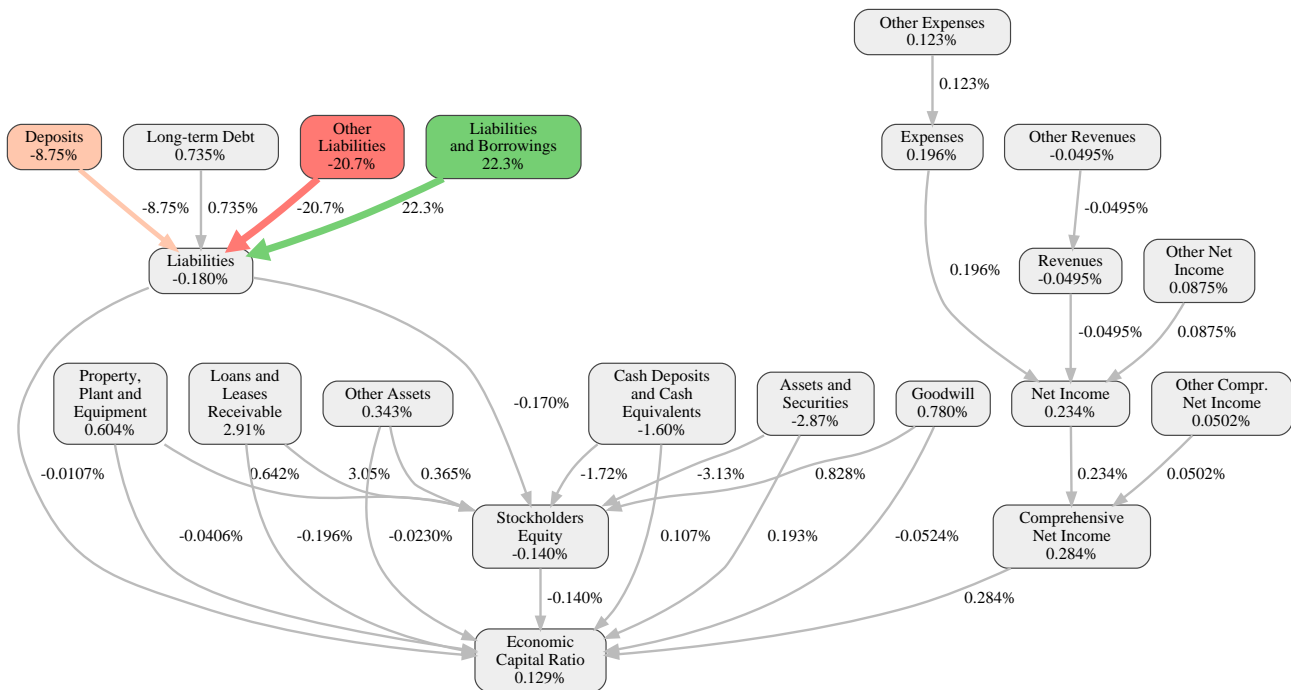 Other Expenses
0.123%
0.123%
Deposits
-8.75%
Long-term Debt
0.735%
Other
Liabilities
-20.7%
Liabilities
and Borrowings
22.3%
Expenses
0.196%
Other Revenues
-0.0495%
-8.75%
0.735%
-20.7%
22.3%
-0.0495%
Liabilities
-0.180%
0.196%
Revenues
-0.0495%
Other Net
Income
0.0875%
-0.0495%
0.0875%
Property,
Plant and
Equipment
0.604%
Loans and
Leases
Receivable
2.91%
Other Assets
0.343%
-0.170%
Cash Deposits
and Cash
Equivalents
-1.60%
Assets and
Securities
-2.87%
Goodwill
0.780%
Net Income
0.234%
Other Compr.
Net Income
0.0502%
-0.0107%
0.642%
3.05%
0.365%
-1.72%
-3.13%
0.828%
0.234%
0.0502%
-0.0406%
-0.196%
-0.0230%
Stockholders
Equity
-0.140%
0.107%
0.193%
-0.0524%
Comprehensive
Net Income
0.284%
-0.140%
0.284%
Economic
Capital Ratio
0.129%